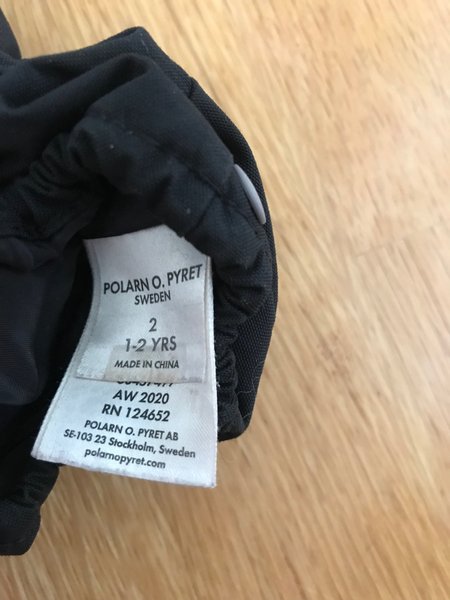 POLARN O. PYRET
SWEDEN
2
1-2 YRS
MADE IN CHINA
AW 2020
RN 124652
POLARN O. PYRET AB
SE-103 23 Stockholm, Sweden
polarnopyret.com